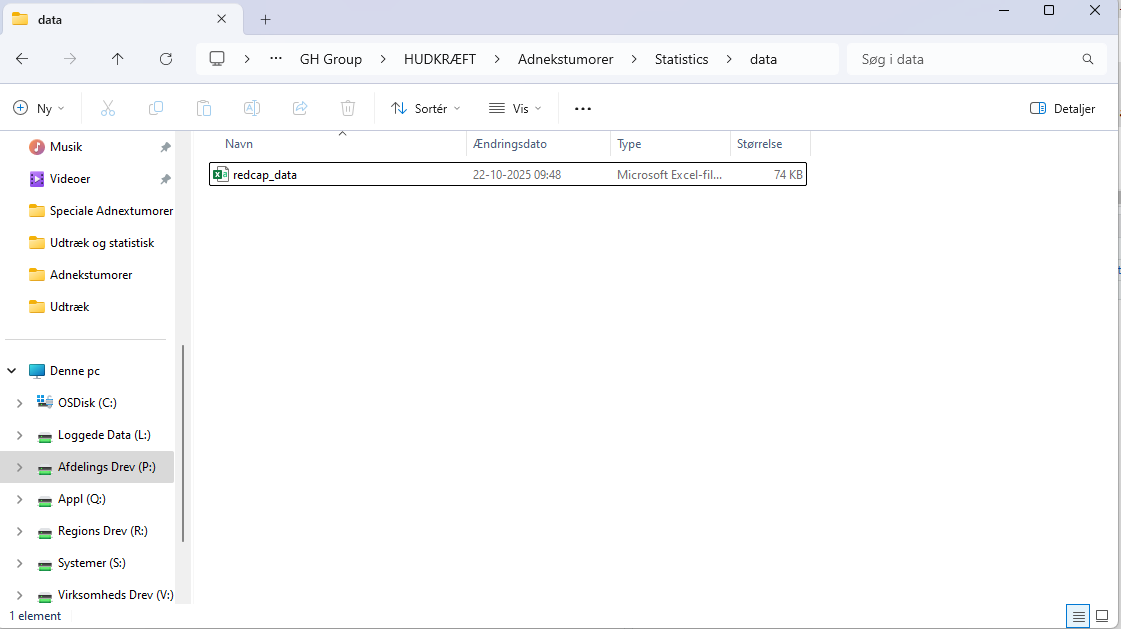 data
GH Group
HUDKRÆFT
Adnekstumorer
Statistics
data
Søg i data
Ny
Sortér
Vis
Detaljer
Musik
Videoer
Speciale Adnextumorer
Udtræk og statistisk
Adnekstumorer
Udtræk
Denne pc
OSDisk (C:)
Loggede Data (L:)
Afdelings Drev (P:)
Appl (Q:)
Regions Drev (R:)
Systemer (S:)
Virksomheds Drev (V:)
Navn Ændringsdato Type Størrelse
redcap_data 22-10-2025 09:48 Microsoft Excel-fil... 74 KB
1 element